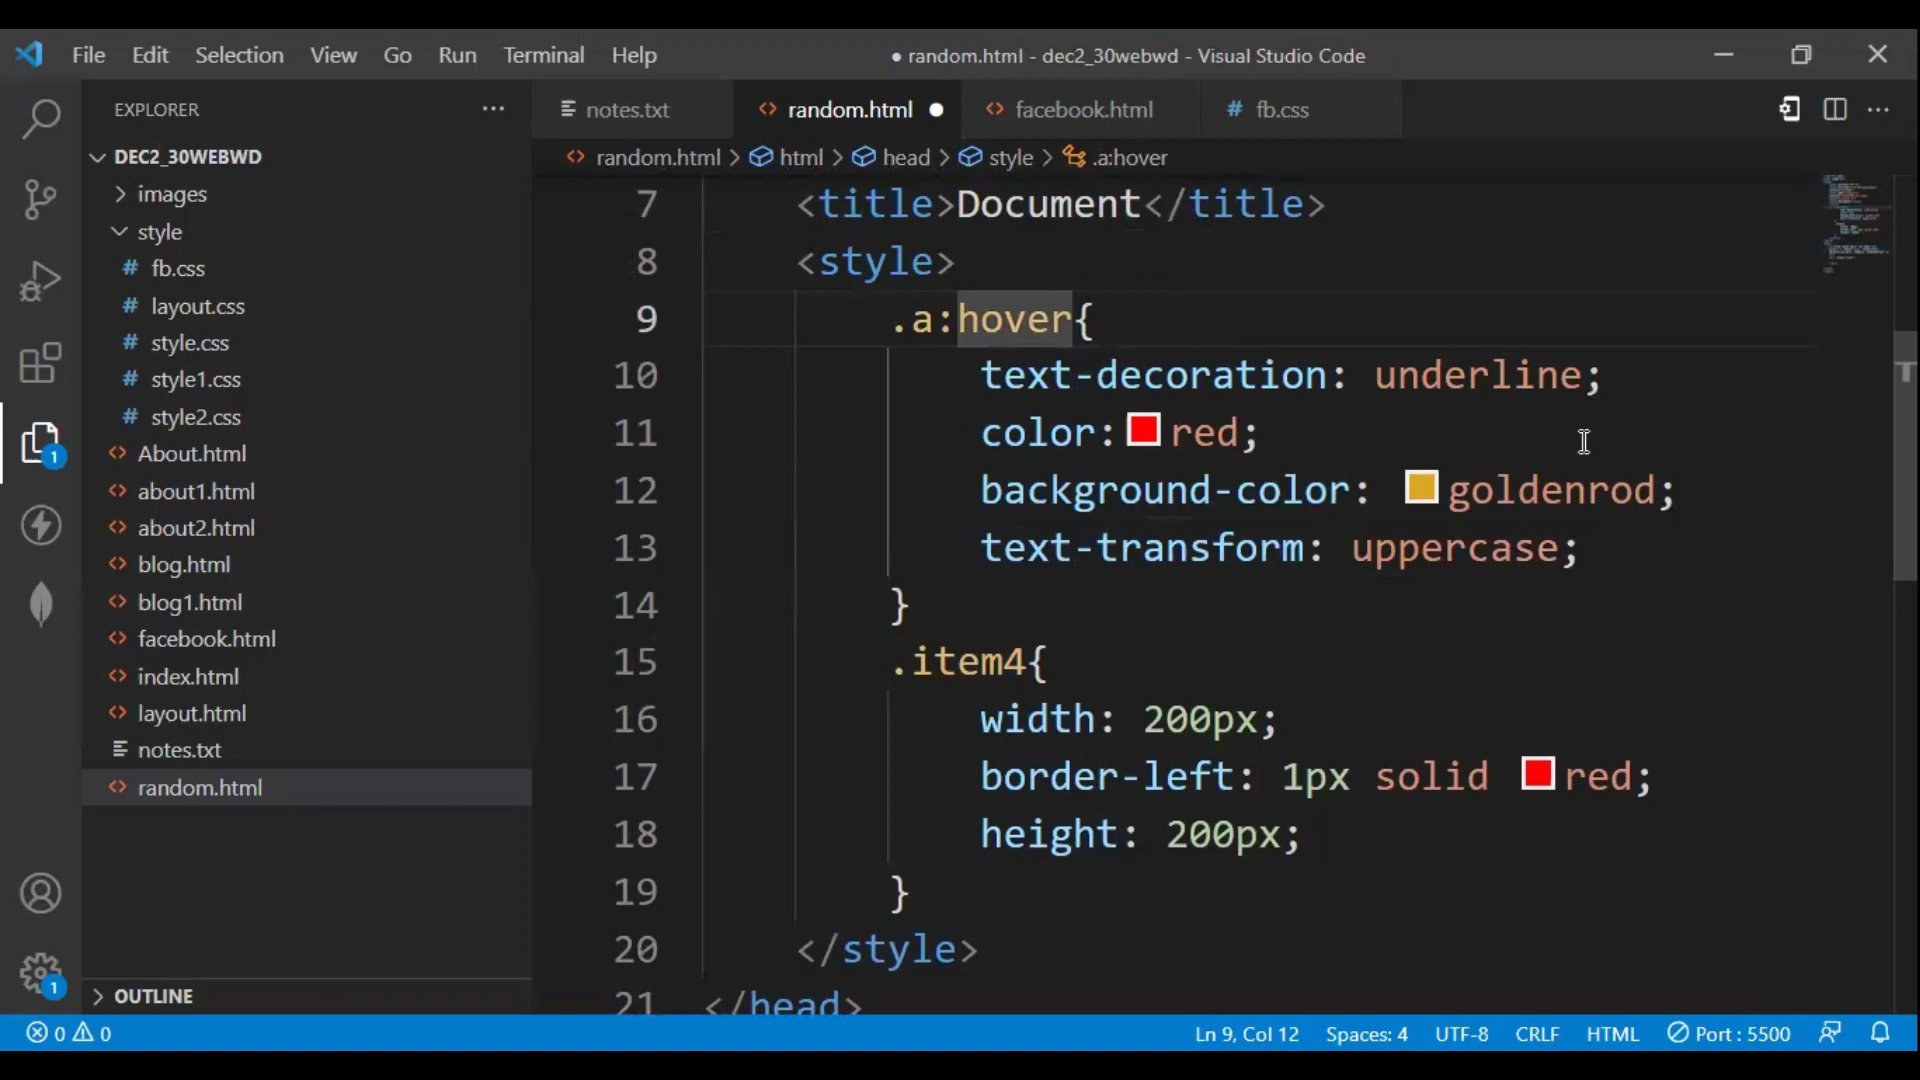 File Edit Selection View Go Run Terminal Help
● random.html - dec2_30webwd - Visual Studio Code
EXPLORER
DEC2_30WEBWD
images
style
# fb.css
# layout.css
# style.css
# style1.css
# style2.css
<> About.html
<> about1.html
<> about2.html
<> blog.html
<> blog1.html
<> facebook.html
<> index.html
<> layout.html
notes.txt
<> random.html
OUTLINE
1
1
notes.txt <> random.html ● <> facebook.html # fb.css
<> random.html > html > head > style > .a:hover
7 <title>Document</title>
8 <style>
9 .a:hover{
10 text-decoration: underline;
11 color: red;
12 background-color: goldenrod;
13 text-transform: uppercase;
14 }
15 .item4{
16 width: 200px;
17 border-left: 1px solid red;
18 height: 200px;
19 }
20 </style>
21 </head>
0 0 Ln 9, Col 12 Spaces: 4 UTF-8 CRLF HTML Port : 5500